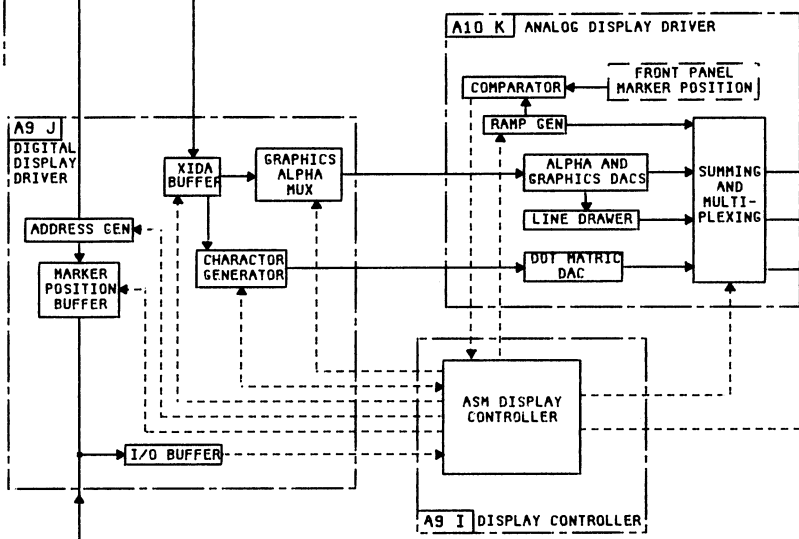 A10 K ANALOG DISPLAY DRIVER
FRONT PANEL
MARKER POSITION
COMPARATOR
RAMP GEN
A9 J
DIGITAL
DISPLAY
DRIVER
XIDA
BUFFER
GRAPHICS
ALPHA
MUX
ALPHA AND
GRAPHICS DACS
SUMMING
AND
MULTI-
PLEXING
LINE DRAWER
ADDRESS GEN
CHARACTOR
GENERATOR
DOT MATRIC
DAC
MARKER
POSITION
BUFFER
ASM DISPLAY
CONTROLLER
I/O BUFFER
A9 I DISPLAY CONTROLLER